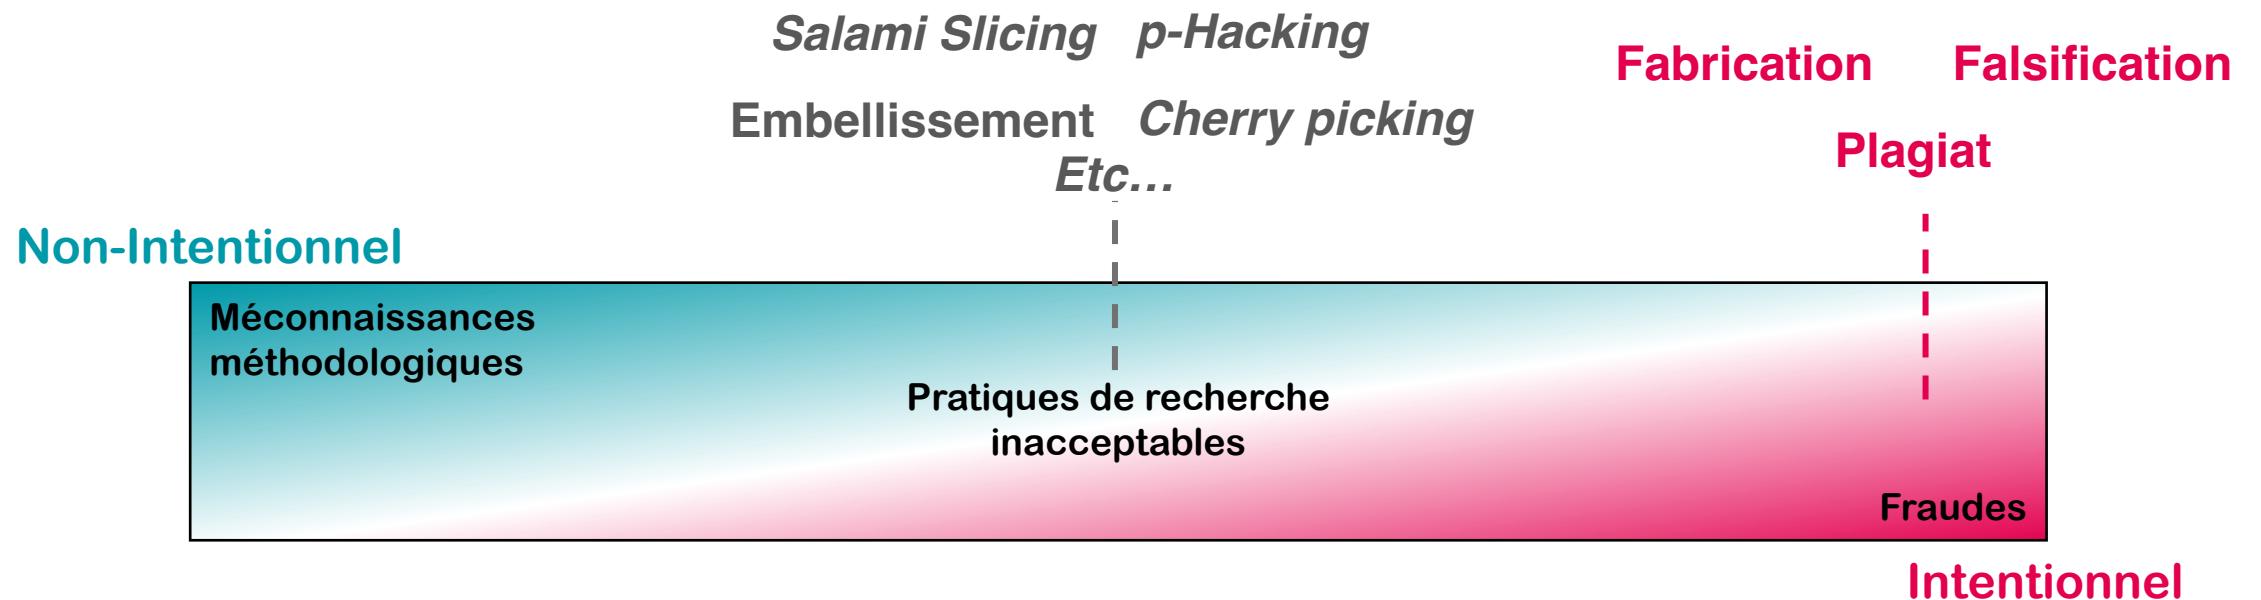 Salami Slicing p-Hacking
Embellissement Cherry picking
Etc…
Fabrication Falsification
Plagiat
Non-Intentionnel
Méconnaissances
méthodologiques
Pratiques de recherche
inacceptables
Fraudes
Intentionnel